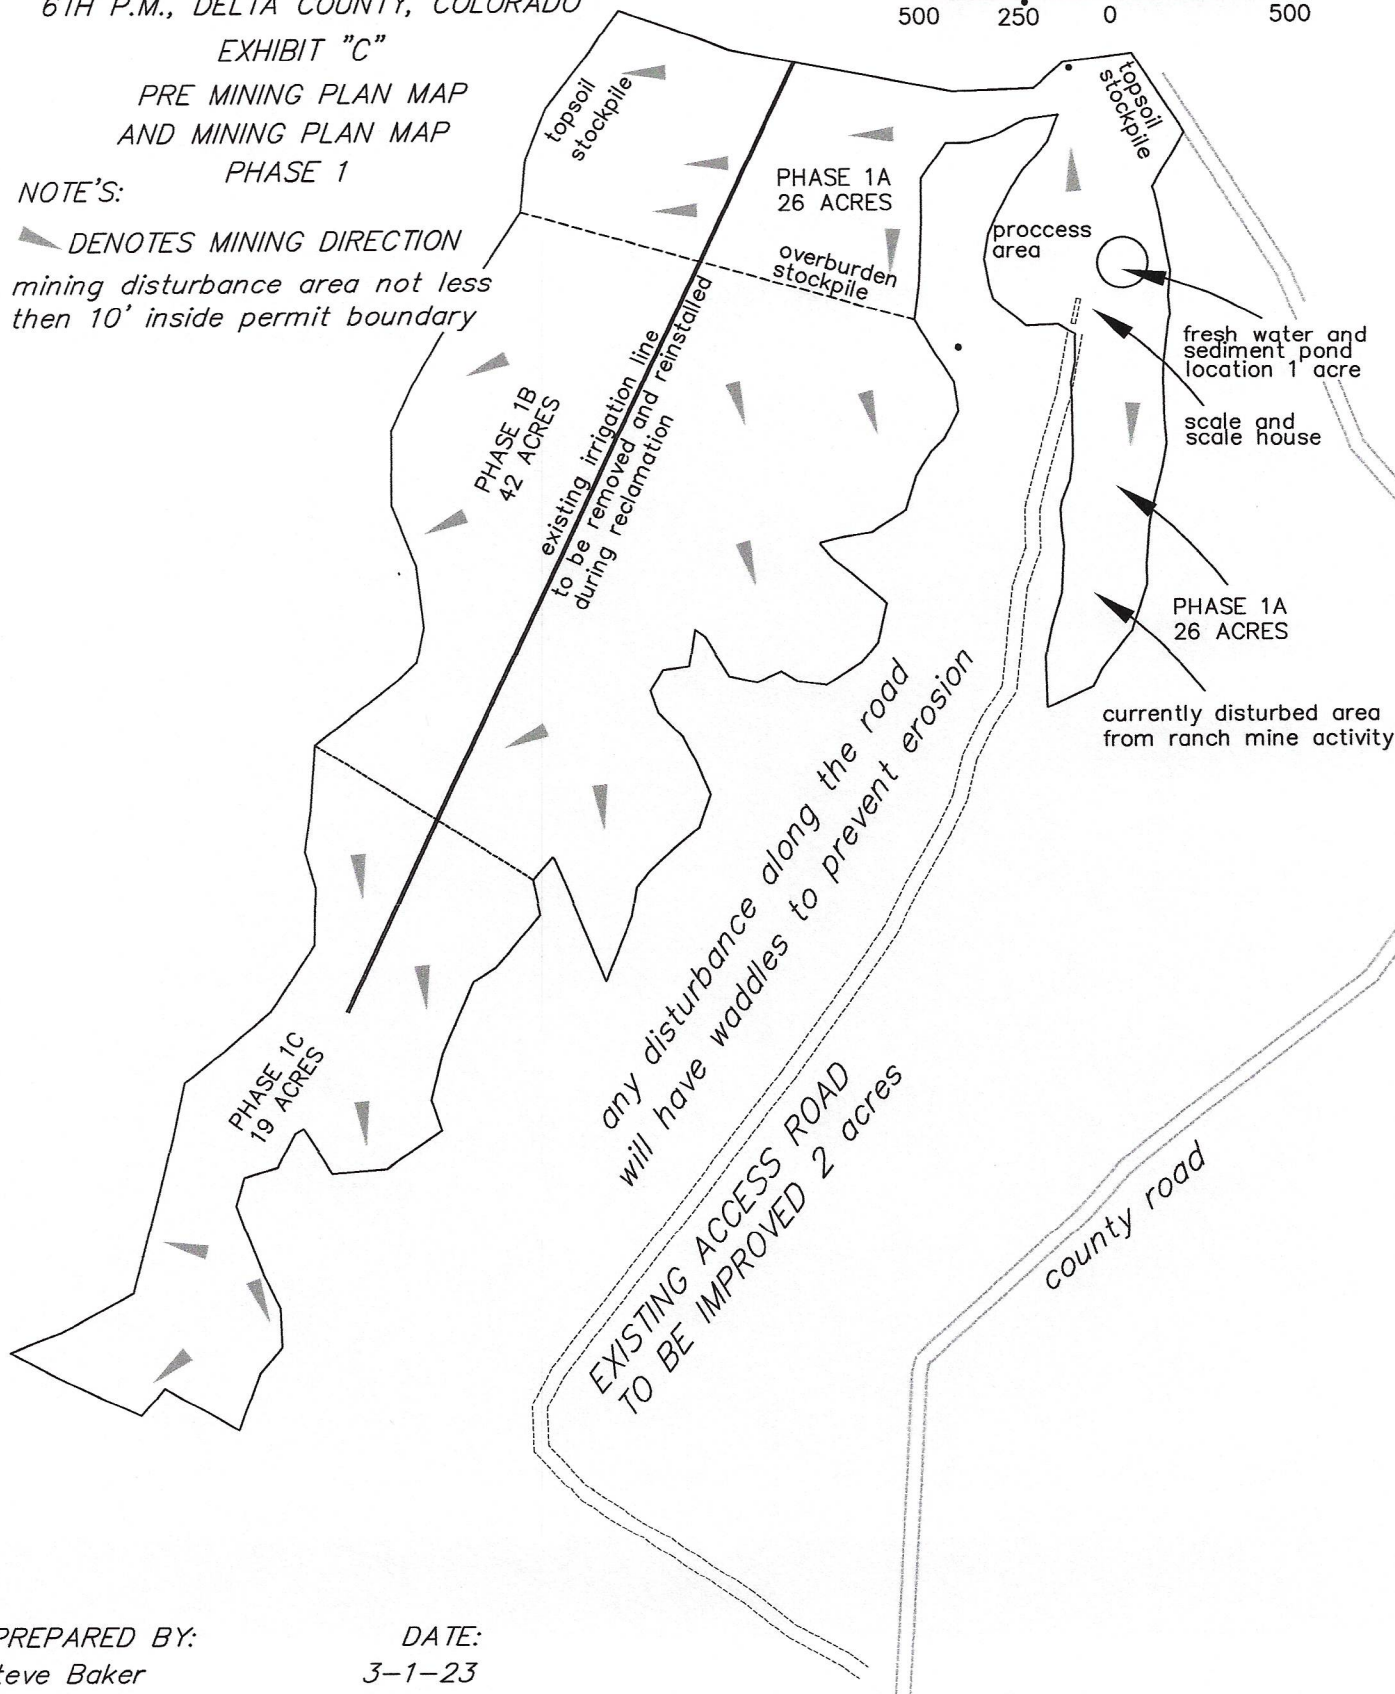 6TH P.M., DELTA COUNTY, COLORADO
EXHIBIT "C"
PRE MINING PLAN MAP
AND MINING PLAN MAP
PHASE 1
NOTE'S:
DENOTES MINING DIRECTION
mining disturbance area not less
then 10' inside permit boundary
500 250 0 500
topsoil
stockpile
PHASE 1A
26 ACRES
overburden
stockpile
topsoil
stockpile
proccess
area
fresh water and
sediment pond
location 1 acre
scale and
scale house
PHASE 1A
26 ACRES
currently disturbed area
from ranch mine activity
PHASE 1B
42 ACRES
existing irrigation line
to be removed and reinstalled
during reclamation
any disturbance along the road
will have waddles to prevent erosion
PHASE 1C
19 ACRES
EXISTING ACCESS ROAD
TO BE IMPROVED 2 acres
county road
PREPARED BY:
teve Baker
DATE:
3-1-23